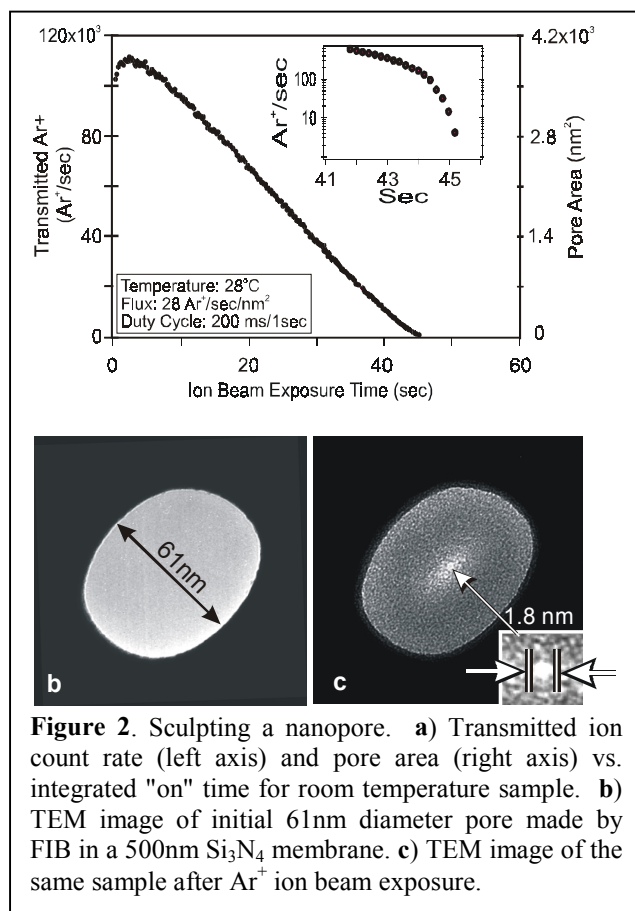 120x10³
4.2x10³
Transmitted Ar+
(Ar⁺/sec)
80
40
0
Pore Area (nm²)
2.8
1.4
0
Ar⁺/sec
100
10
41
43
45
Sec
Temperature: 28°C
Flux: 28 Ar⁺/sec/nm²
Duty Cycle: 200 ms/1sec
0
20
40
60
Ion Beam Exposure Time (sec)
61nm
b
1.8 nm
c
Figure 2. Sculpting a nanopore. a) Transmitted ion
count rate (left axis) and pore area (right axis) vs.
integrated "on" time for room temperature sample. b)
TEM image of initial 61nm diameter pore made by
FIB in a 500nm Si₃N₄ membrane. c) TEM image of the
same sample after Ar⁺ ion beam exposure.